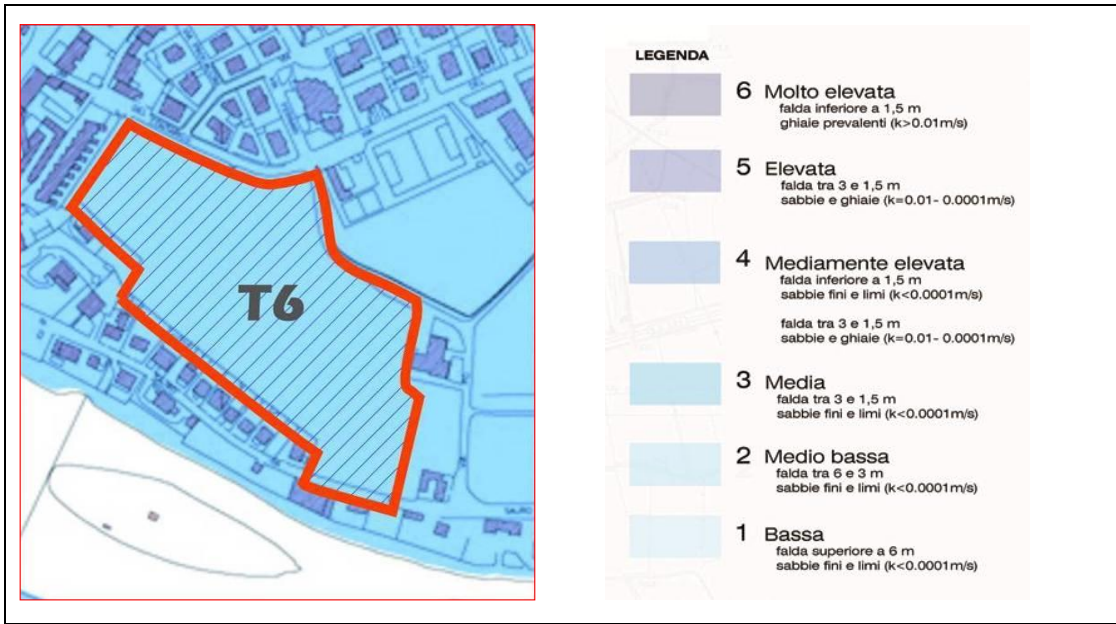 T6
SAURO
LEGENDA
6 Molto elevata
falda inferiore a 1,5 m
ghiaie prevalenti (k>0.01m/s)
5 Elevata
falda tra 3 e 1,5 m
sabbie e ghiaie (k=0.01- 0.0001m/s)
4 Mediamente elevata
falda inferiore a 1,5 m
sabbie fini e limi (k<0.0001m/s)
falda tra 3 e 1,5 m
sabbie e ghiaie (k=0.01- 0.0001m/s)
3 Media
falda tra 3 e 1,5 m
sabbie fini e limi (k<0.0001m/s)
2 Medio bassa
falda tra 6 e 3 m
sabbie fini e limi (k<0.0001m/s)
1 Bassa
falda superiore a 6 m
sabbie fini e limi (k<0.0001m/s)